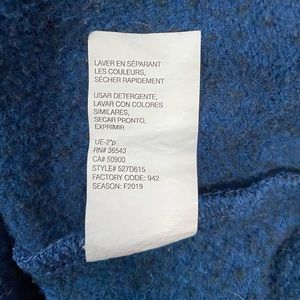 LAVER EN SÉPARANT
LES COULEURS,
SÉCHER RAPIDEMENT
USAR DETERGENTE,
LAVAR CON COLORES
SIMILARES,
SECAR PRONTO,
EXPRIMIR
UE-2*p
RN# 36543
CA# 50900
STYLE# 527D615
FACTORY CODE: 942
SEASON: F2019